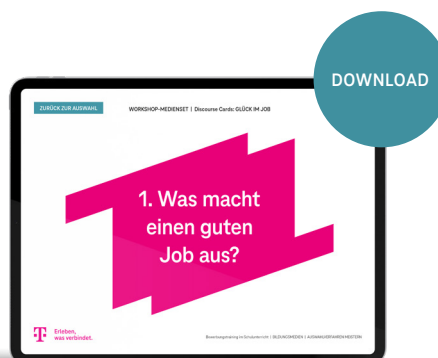 DOWNLOAD
ZURÜCK ZUR AUSWAHL
WORKSHOP-MEDIENSET | Discourse Cards: GLÜCK IM JOB
1. Was macht
einen guten
Job aus?
T
Erleben,
was verbindet.